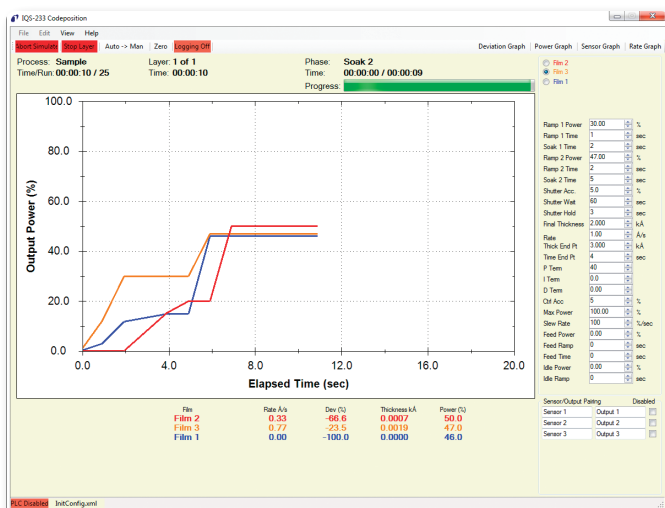 IQS-233 Codeposition
File Edit View Help
Abort Simulate Stop Layer Auto -> Man Zero Logging Off Deviation Graph Power Graph Sensor Graph Rate Graph
Process: Sample Layer: 1 of 1 Phase: Soak 2
Time/Run: 00:00:10 / 25 Time: 00:00:10 Time: 00:00:00 / 00:00:09
Progress:
Film 2
Film 3
Film 1
100.0
80.0
60.0
40.0
20.0
0.0
Output Power (%)
0.0 4.0 8.0 12.0 16.0 20.0
Elapsed Time (sec)
Ramp 1 Power 30.00 %
Ramp 1 Time 1 sec
Soak 1 Time 2 sec
Ramp 2 Power 47.00 %
Ramp 2 Time 2 sec
Soak 2 Time 5 sec
Shutter Acc. 5.0 %
Shutter Wait 60 sec
Shutter Hold 3 sec
Final Thickness 2.000 kÅ
Rate 1.00 Å/s
Thick End Pt 3.000 kÅ
Time End Pt 4 sec
P Term 40
I Term 0.0
D Term 0.00
Ctrl Acc 5 %
Max Power 100.00 %
Slew Rate 100 %/sec
Feed Power 0.00 %
Feed Ramp 0 sec
Feed Time 0 sec
Idle Power 0.00 %
Idle Ramp 0 sec
Film Rate Å/s Dev (%) Thickness kÅ Power (%)
Film 2 0.33 -66.6 0.0007 50.0
Film 3 0.77 -23.5 0.0019 47.0
Film 1 0.00 -100.0 0.0000 46.0
Sensor/Output Pairing Disabled
Sensor 1 Output 1
Sensor 2 Output 2
Sensor 3 Output 3
PLC Disabled InitConfig.xml